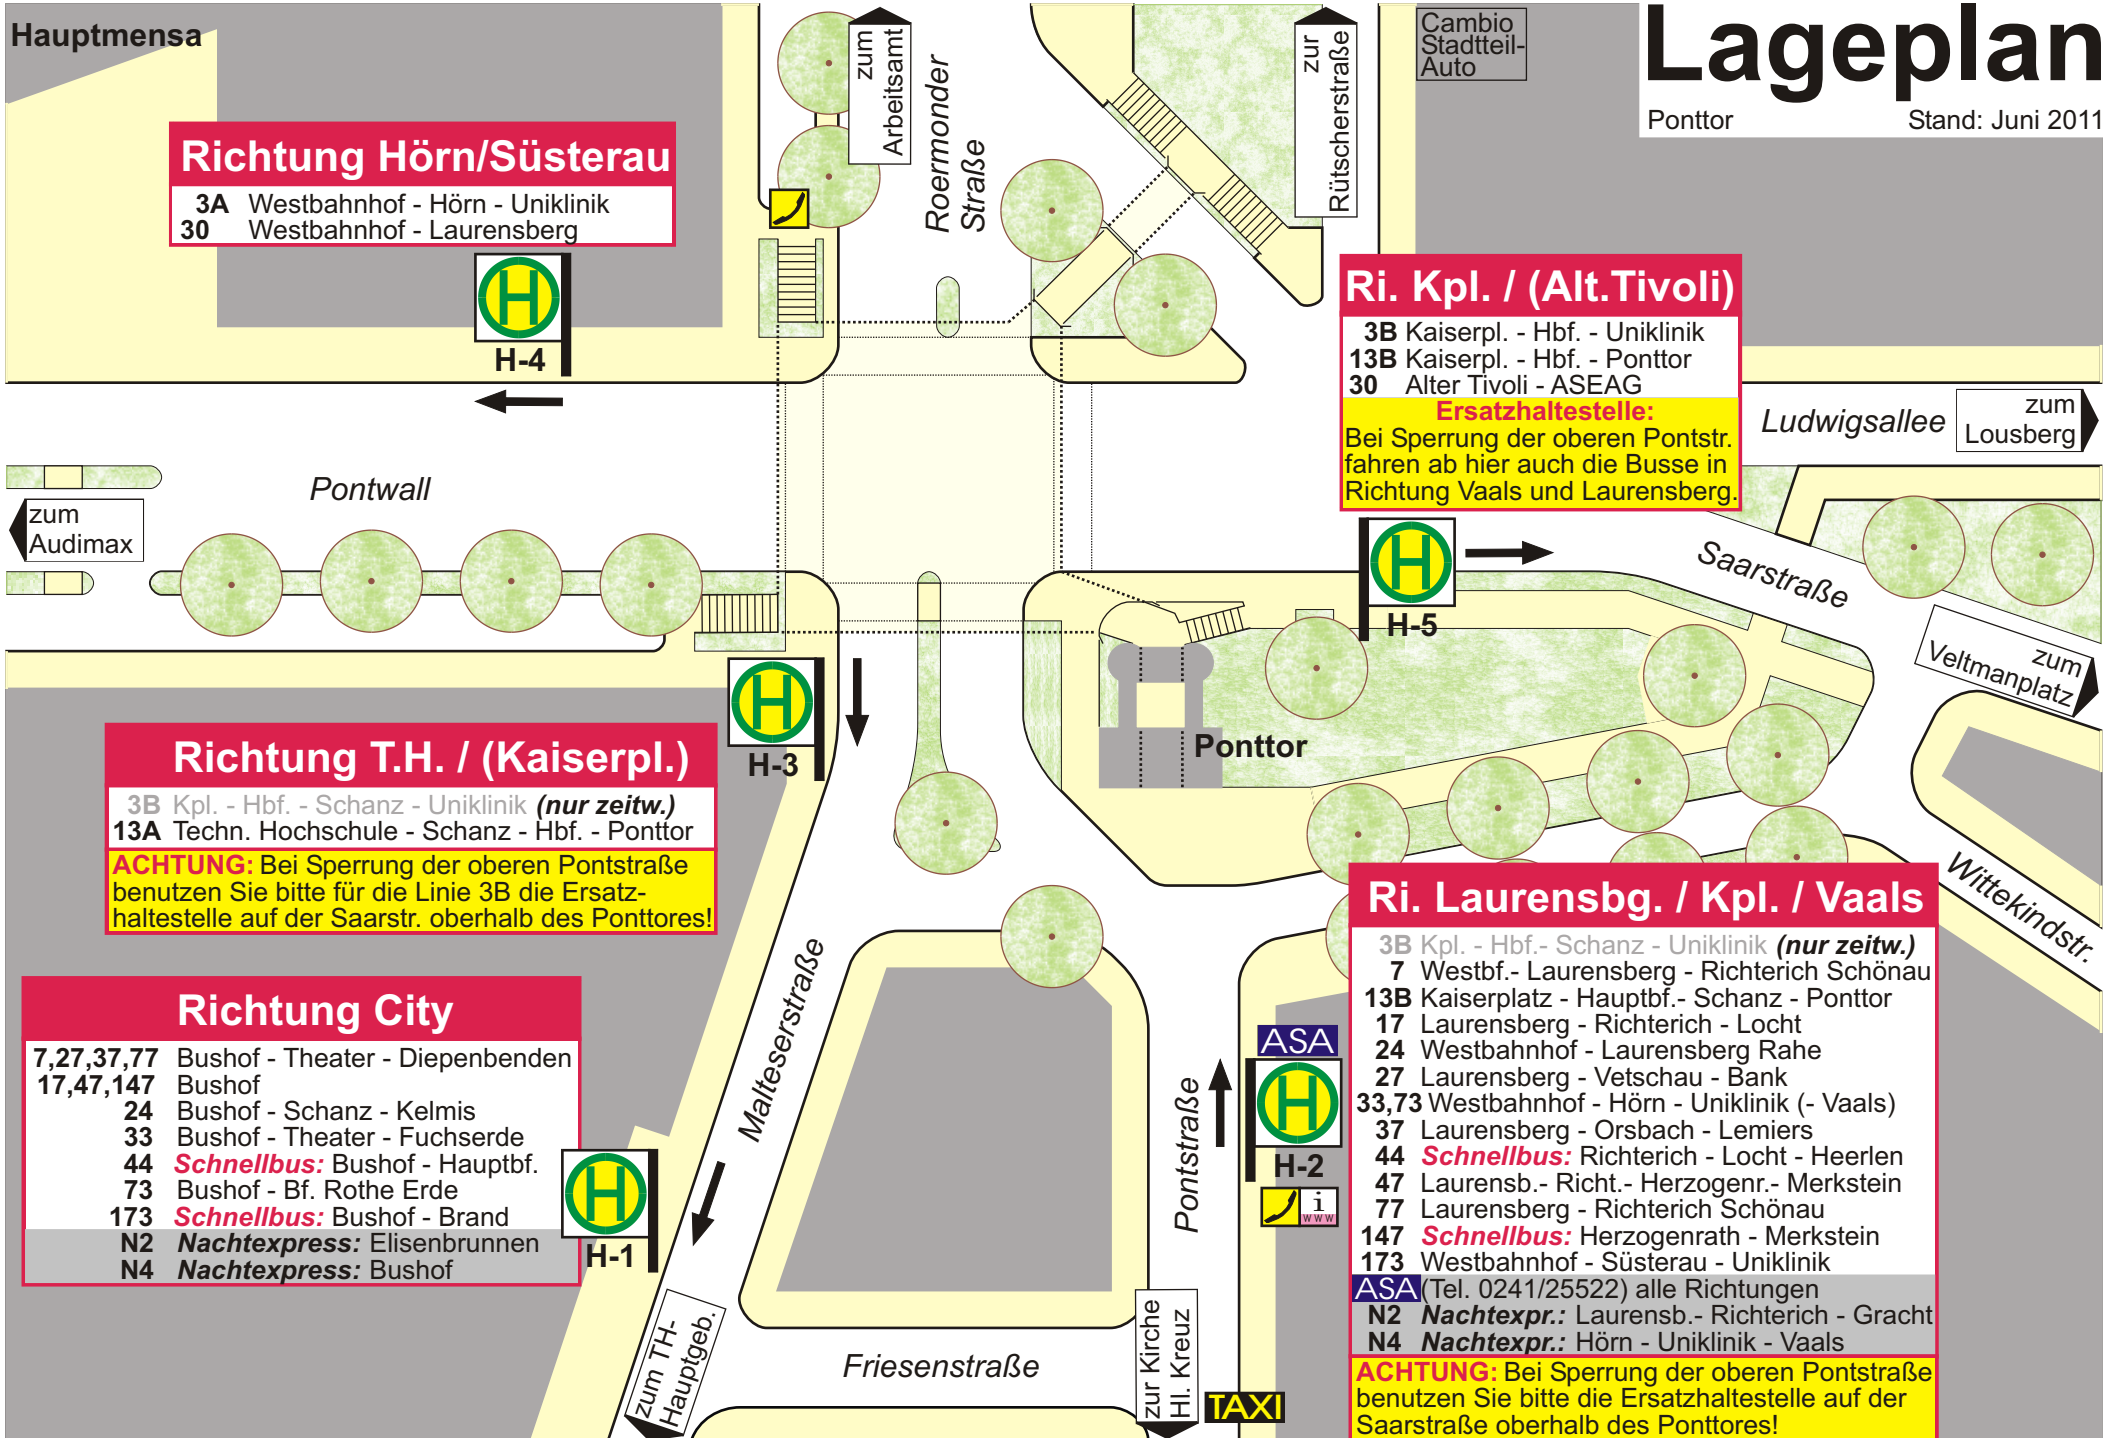 Hauptmensa
zum
Arbeitsamt
Roermonder
Straße
zur
Rütscherstraße
Cambio
Stadtteil-
Auto
Lageplan
Ponttor Stand: Juni 2011
Richtung Hörn/Süsterau
3A Westbahnhof - Hörn - Uniklinik
30 Westbahnhof - Laurensberg
H
H-4
Ri. Kpl. / (Alt.Tivoli)
3B Kaiserpl. - Hbf. - Uniklinik
13B Kaiserpl. - Hbf. - Ponttor
30 Alter Tivoli - ASEAG
Ersatzhaltestelle:
Bei Sperrung der oberen Pontstr.
fahren ab hier auch die Busse in
Richtung Vaals und Laurensberg.
H
H-5
Ludwigsallee
zum
Lousberg
Pontwall
zum
Audimax
Saarstraße
zum
Veltmanplatz
H
H-3
Ponttor
Richtung T.H. / (Kaiserpl.)
3B Kpl. - Hbf. - Schanz - Uniklinik (nur zeitw.)
13A Techn. Hochschule - Schanz - Hbf. - Ponttor
ACHTUNG: Bei Sperrung der oberen Pontstraße
benutzen Sie bitte für die Linie 3B die Ersatz-
haltestelle auf der Saarstr. oberhalb des Ponttores!
Wittekindstr.
Richtung City
7,27,37,77 Bushof - Theater - Diepenbenden
17,47,147 Bushof
24 Bushof - Schanz - Kelmis
33 Bushof - Theater - Fuchserde
44 Schnellbus: Bushof - Hauptbf.
73 Bushof - Bf. Rothe Erde
173 Schnellbus: Bushof - Brand
N2 Nachtexpress: Elisenbrunnen
N4 Nachtexpress: Bushof
H
H-1
Malteserstraße
Pontstraße
ASA
H
H-2
i
www
Ri. Laurensbg. / Kpl. / Vaals
3B Kpl. - Hbf.- Schanz - Uniklinik (nur zeitw.)
7 Westbf.- Laurensberg - Richterich Schönau
13B Kaiserplatz - Hauptbf.- Schanz - Ponttor
17 Laurensberg - Richterich - Locht
24 Westbahnhof - Laurensberg Rahe
27 Laurensberg - Vetschau - Bank
33,73 Westbahnhof - Hörn - Uniklinik (- Vaals)
37 Laurensberg - Orsbach - Lemiers
44 Schnellbus: Richterich - Locht - Heerlen
47 Laurensb.- Richt.- Herzogenr.- Merkstein
77 Laurensberg - Richterich Schönau
147 Schnellbus: Herzogenrath - Merkstein
173 Westbahnhof - Süsterau - Uniklinik
ASA (Tel. 0241/25522) alle Richtungen
N2 Nachtexpr.: Laurensb.- Richterich - Gracht
N4 Nachtexpr.: Hörn - Uniklinik - Vaals
ACHTUNG: Bei Sperrung der oberen Pontstraße
benutzen Sie bitte die Ersatzhaltestelle auf der
Saarstraße oberhalb des Ponttores!
zum TH-
Hauptgeb.
Friesenstraße
zur Kirche
Hl. Kreuz
TAXI